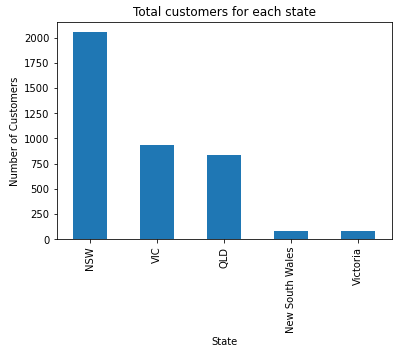 Total customers for each state
Number of Customers
2000
1750
1500
1250
1000
750
500
250
0
NSW
VIC
QLD
New South Wales
Victoria
State